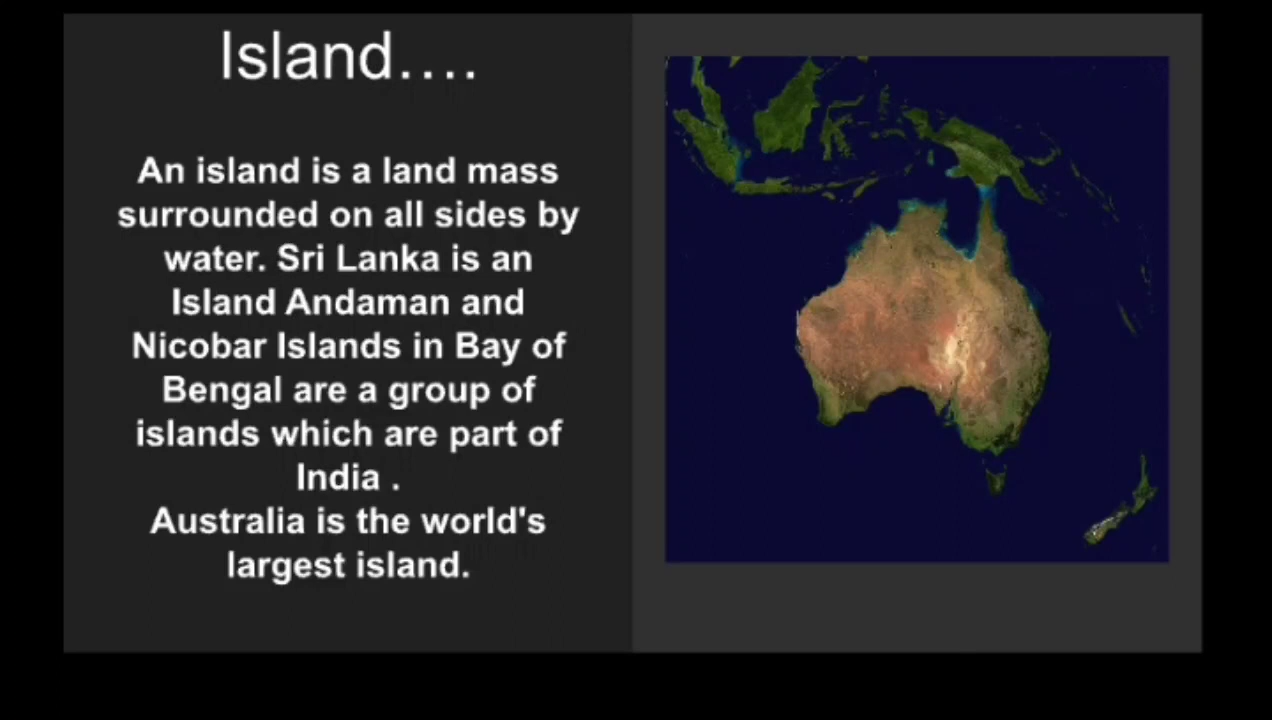 Island....
An island is a land mass
surrounded on all sides by
water. Sri Lanka is an
Island Andaman and
Nicobar Islands in Bay of
Bengal are a group of
islands which are part of
India .
Australia is the world's
largest island.